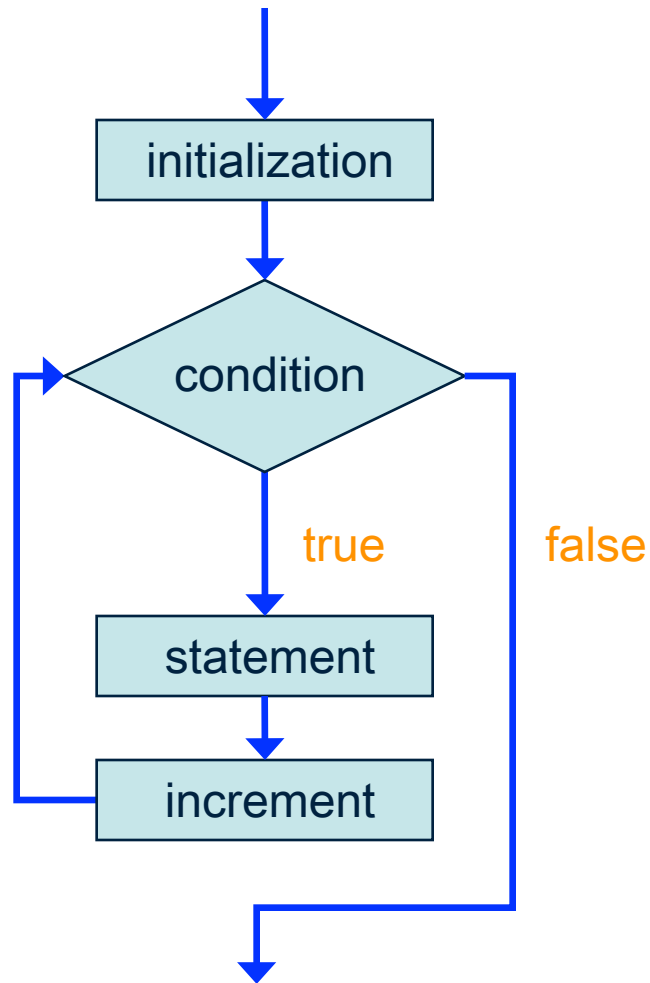 initialization
condition
true
false
statement
increment